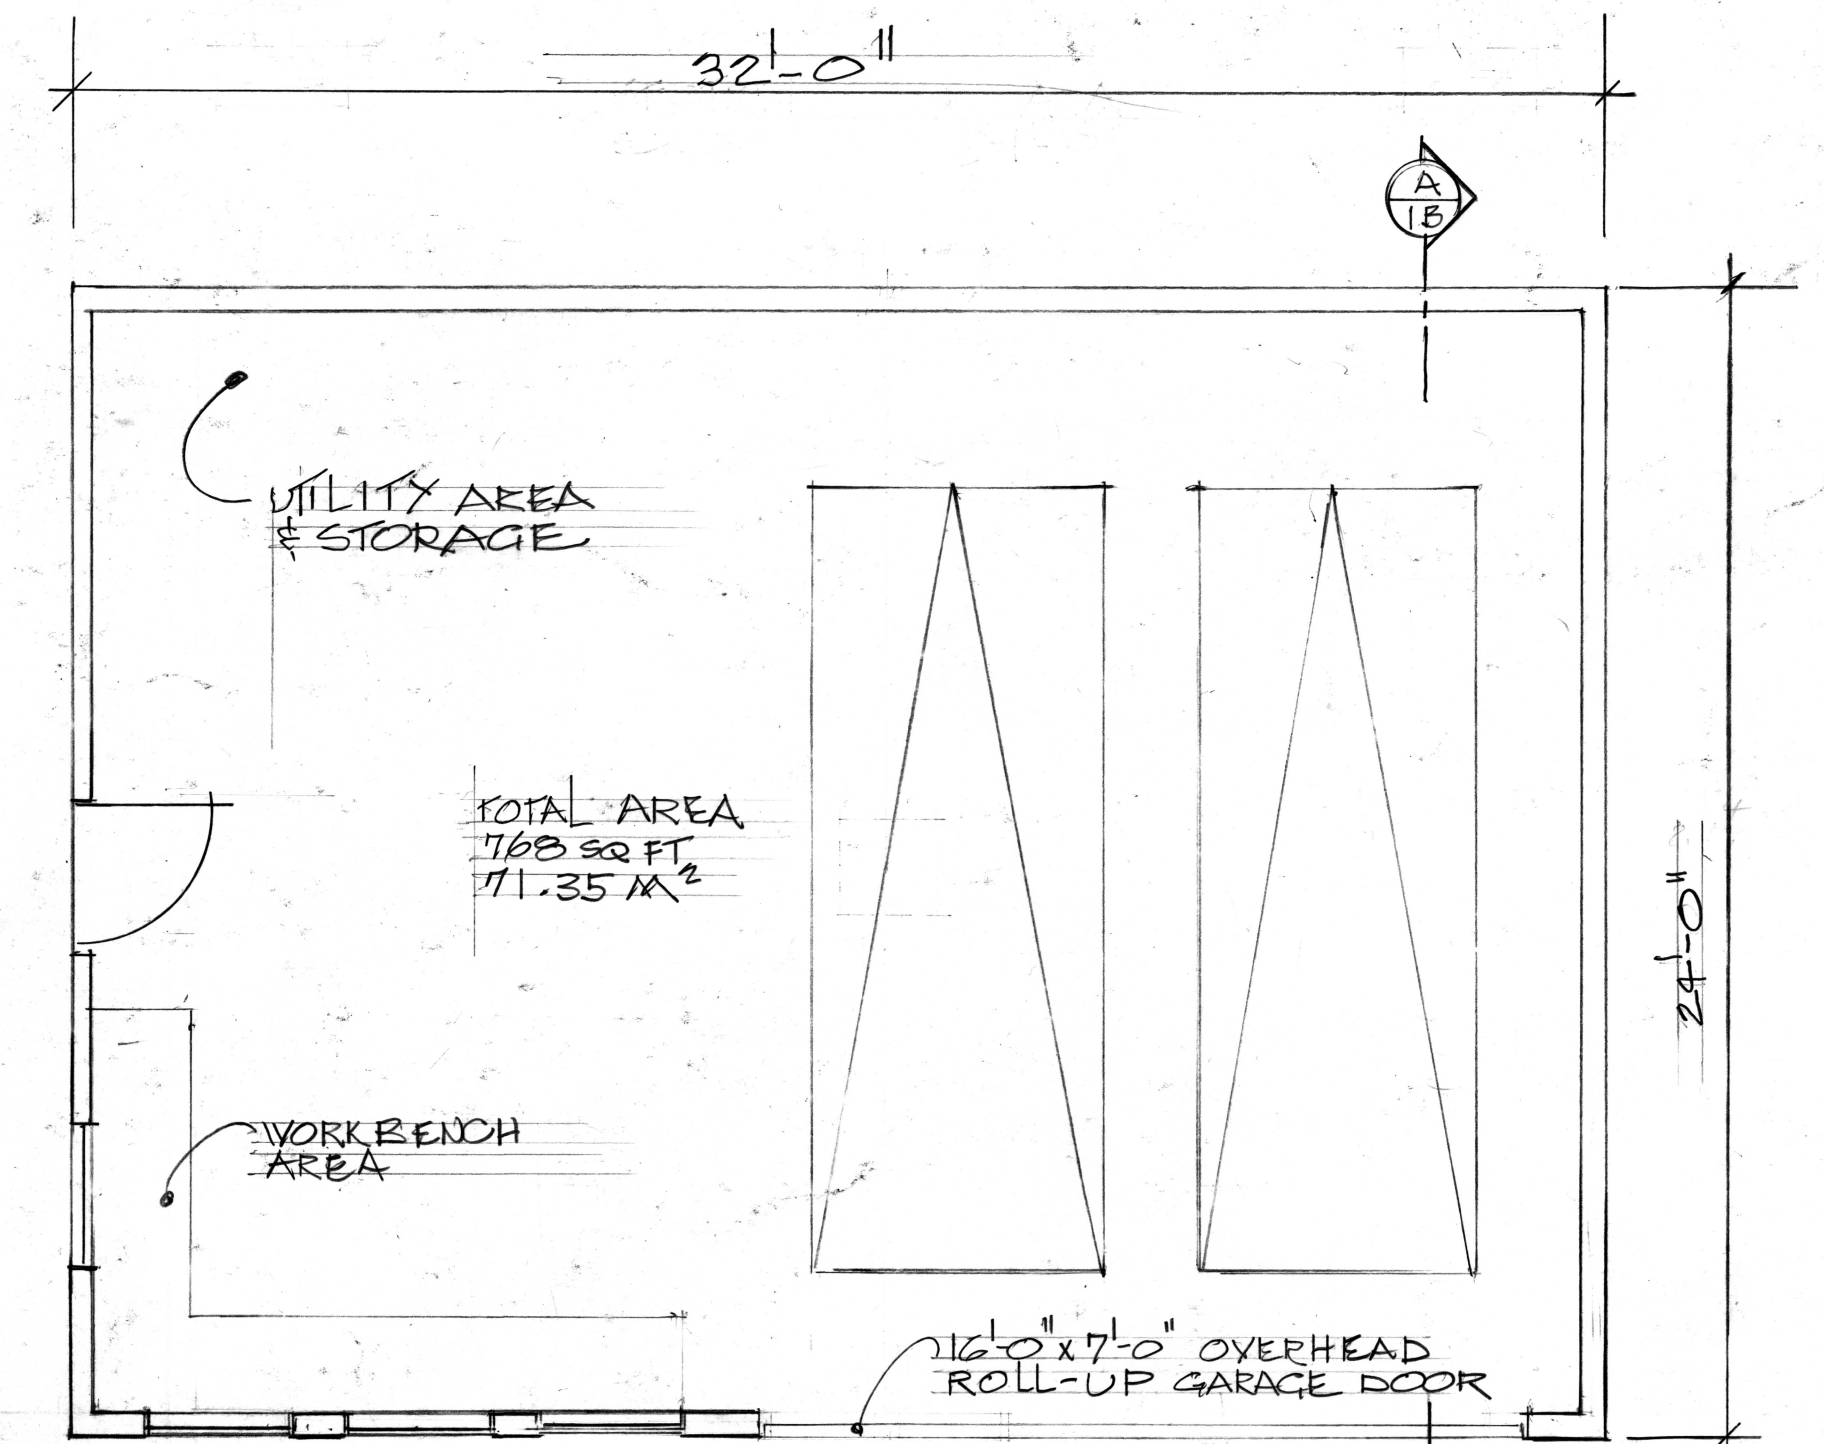 32'-0"
A
1B
UTILITY AREA
& STORAGE
TOTAL AREA
768 SQ FT
71.35 M²
24'-0"
WORKBENCH
AREA
16'-0" x 7'-0" OVERHEAD
ROLL-UP GARAGE DOOR